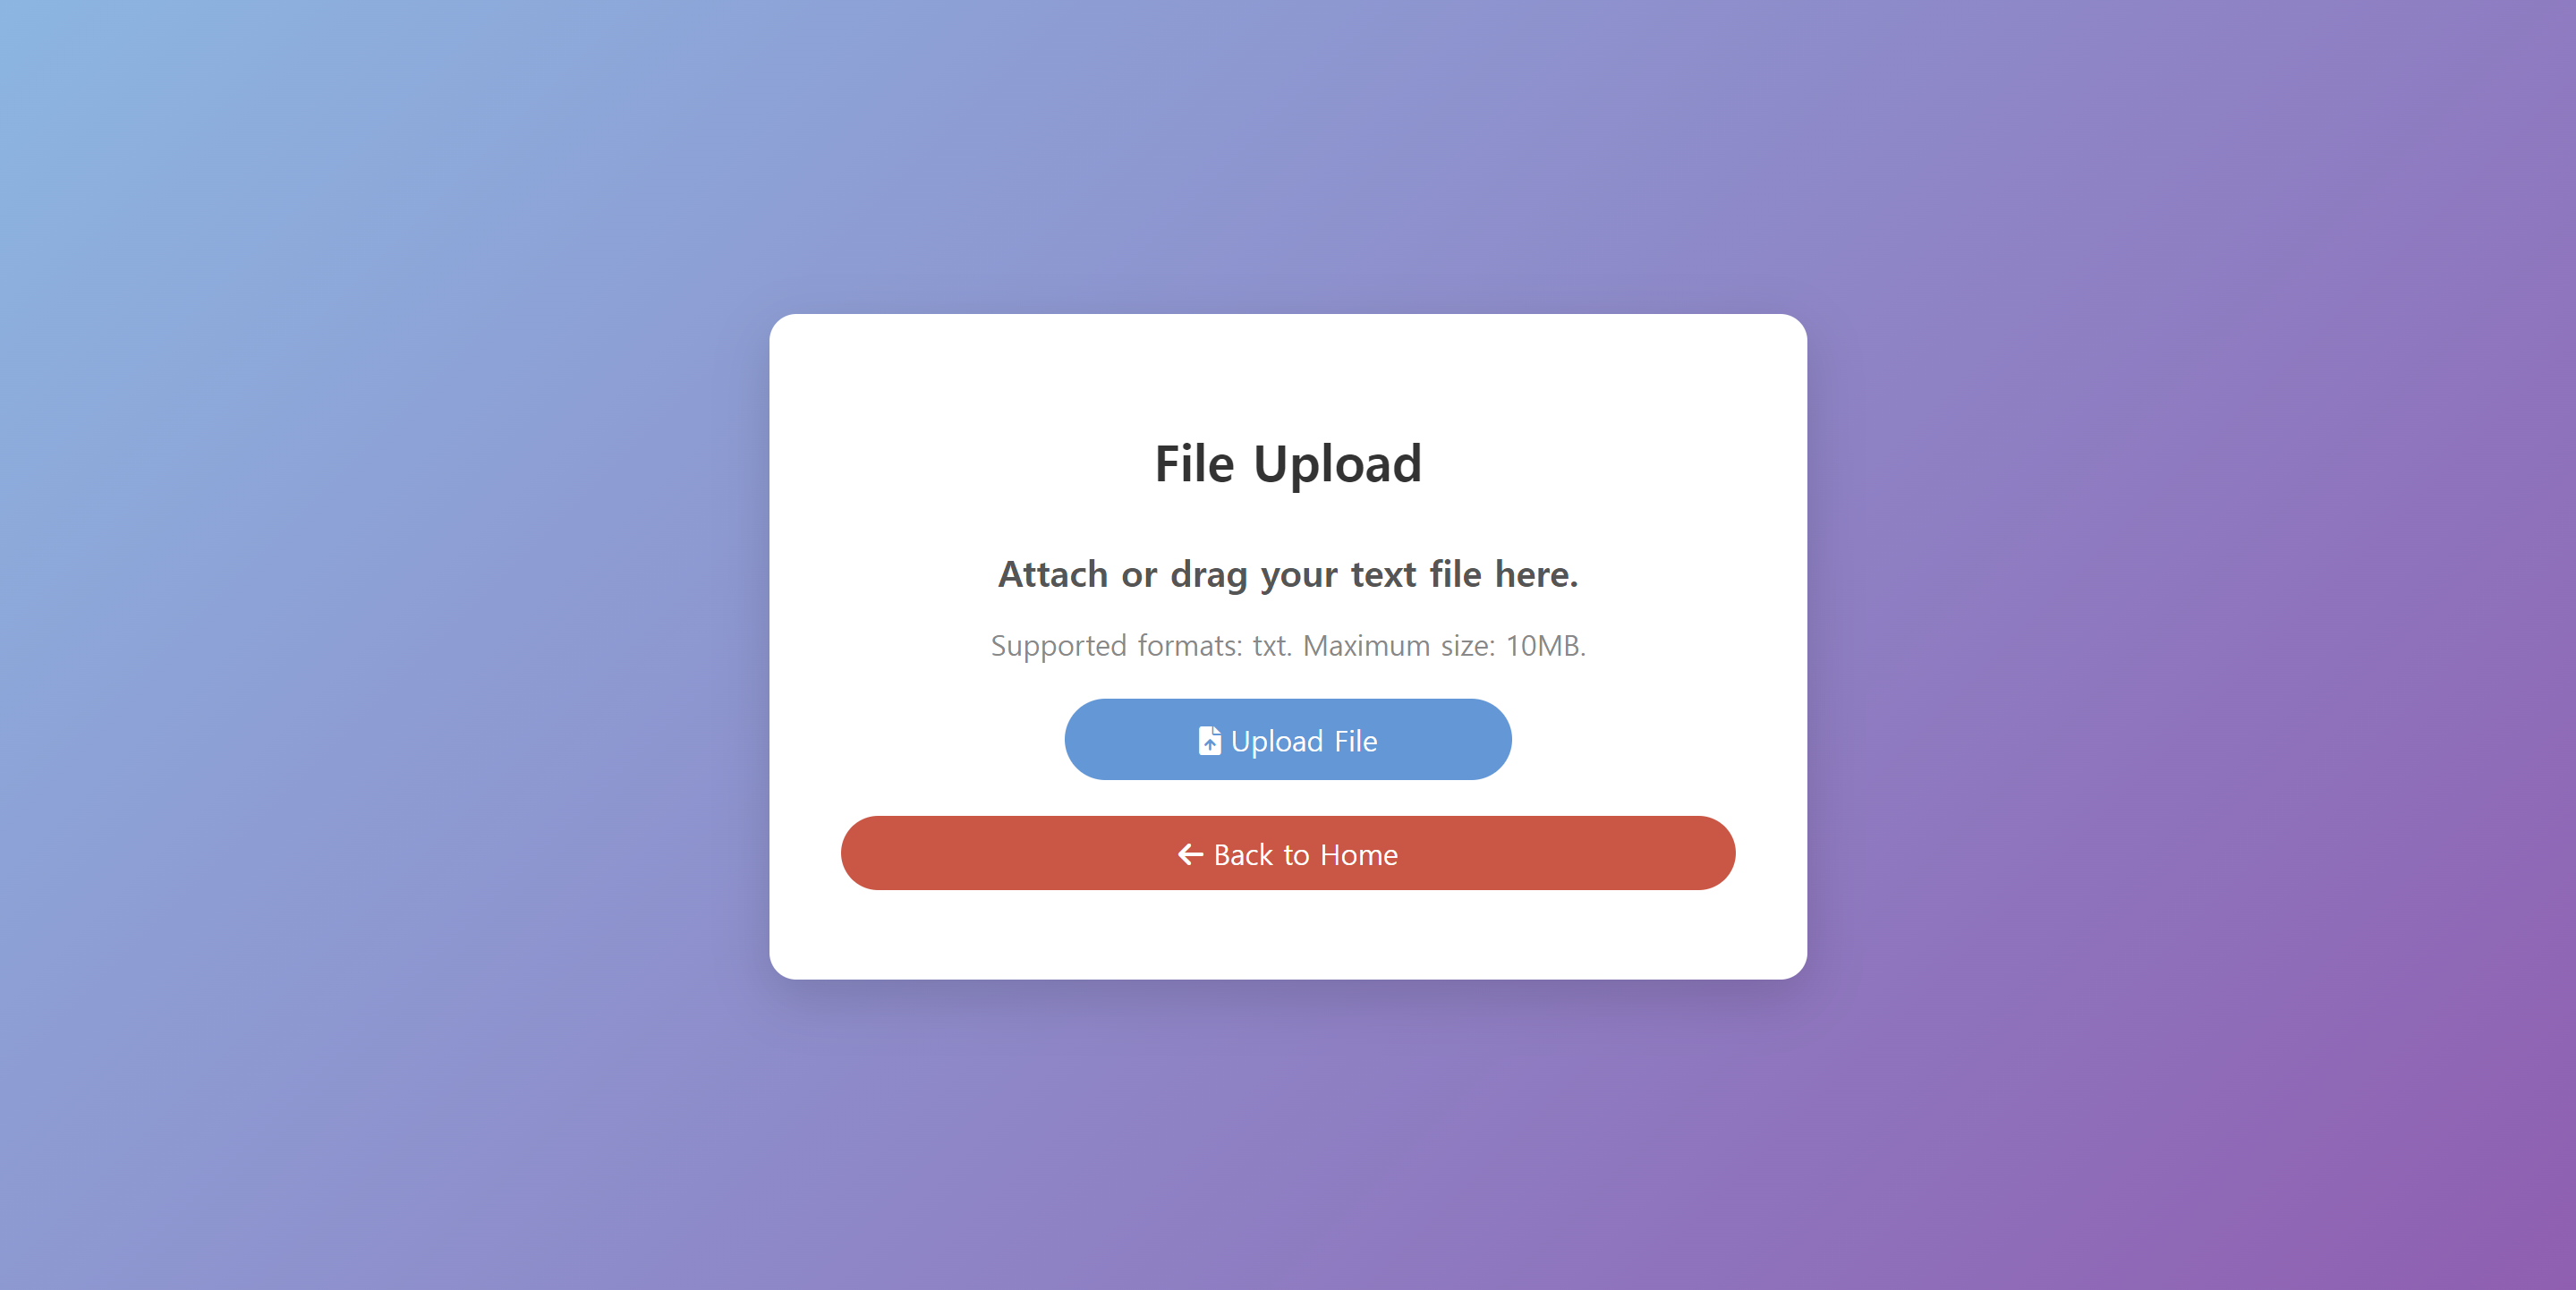 File Upload
Attach or drag your text file here.
Supported formats: txt. Maximum size: 10MB.
Upload File
Back to Home